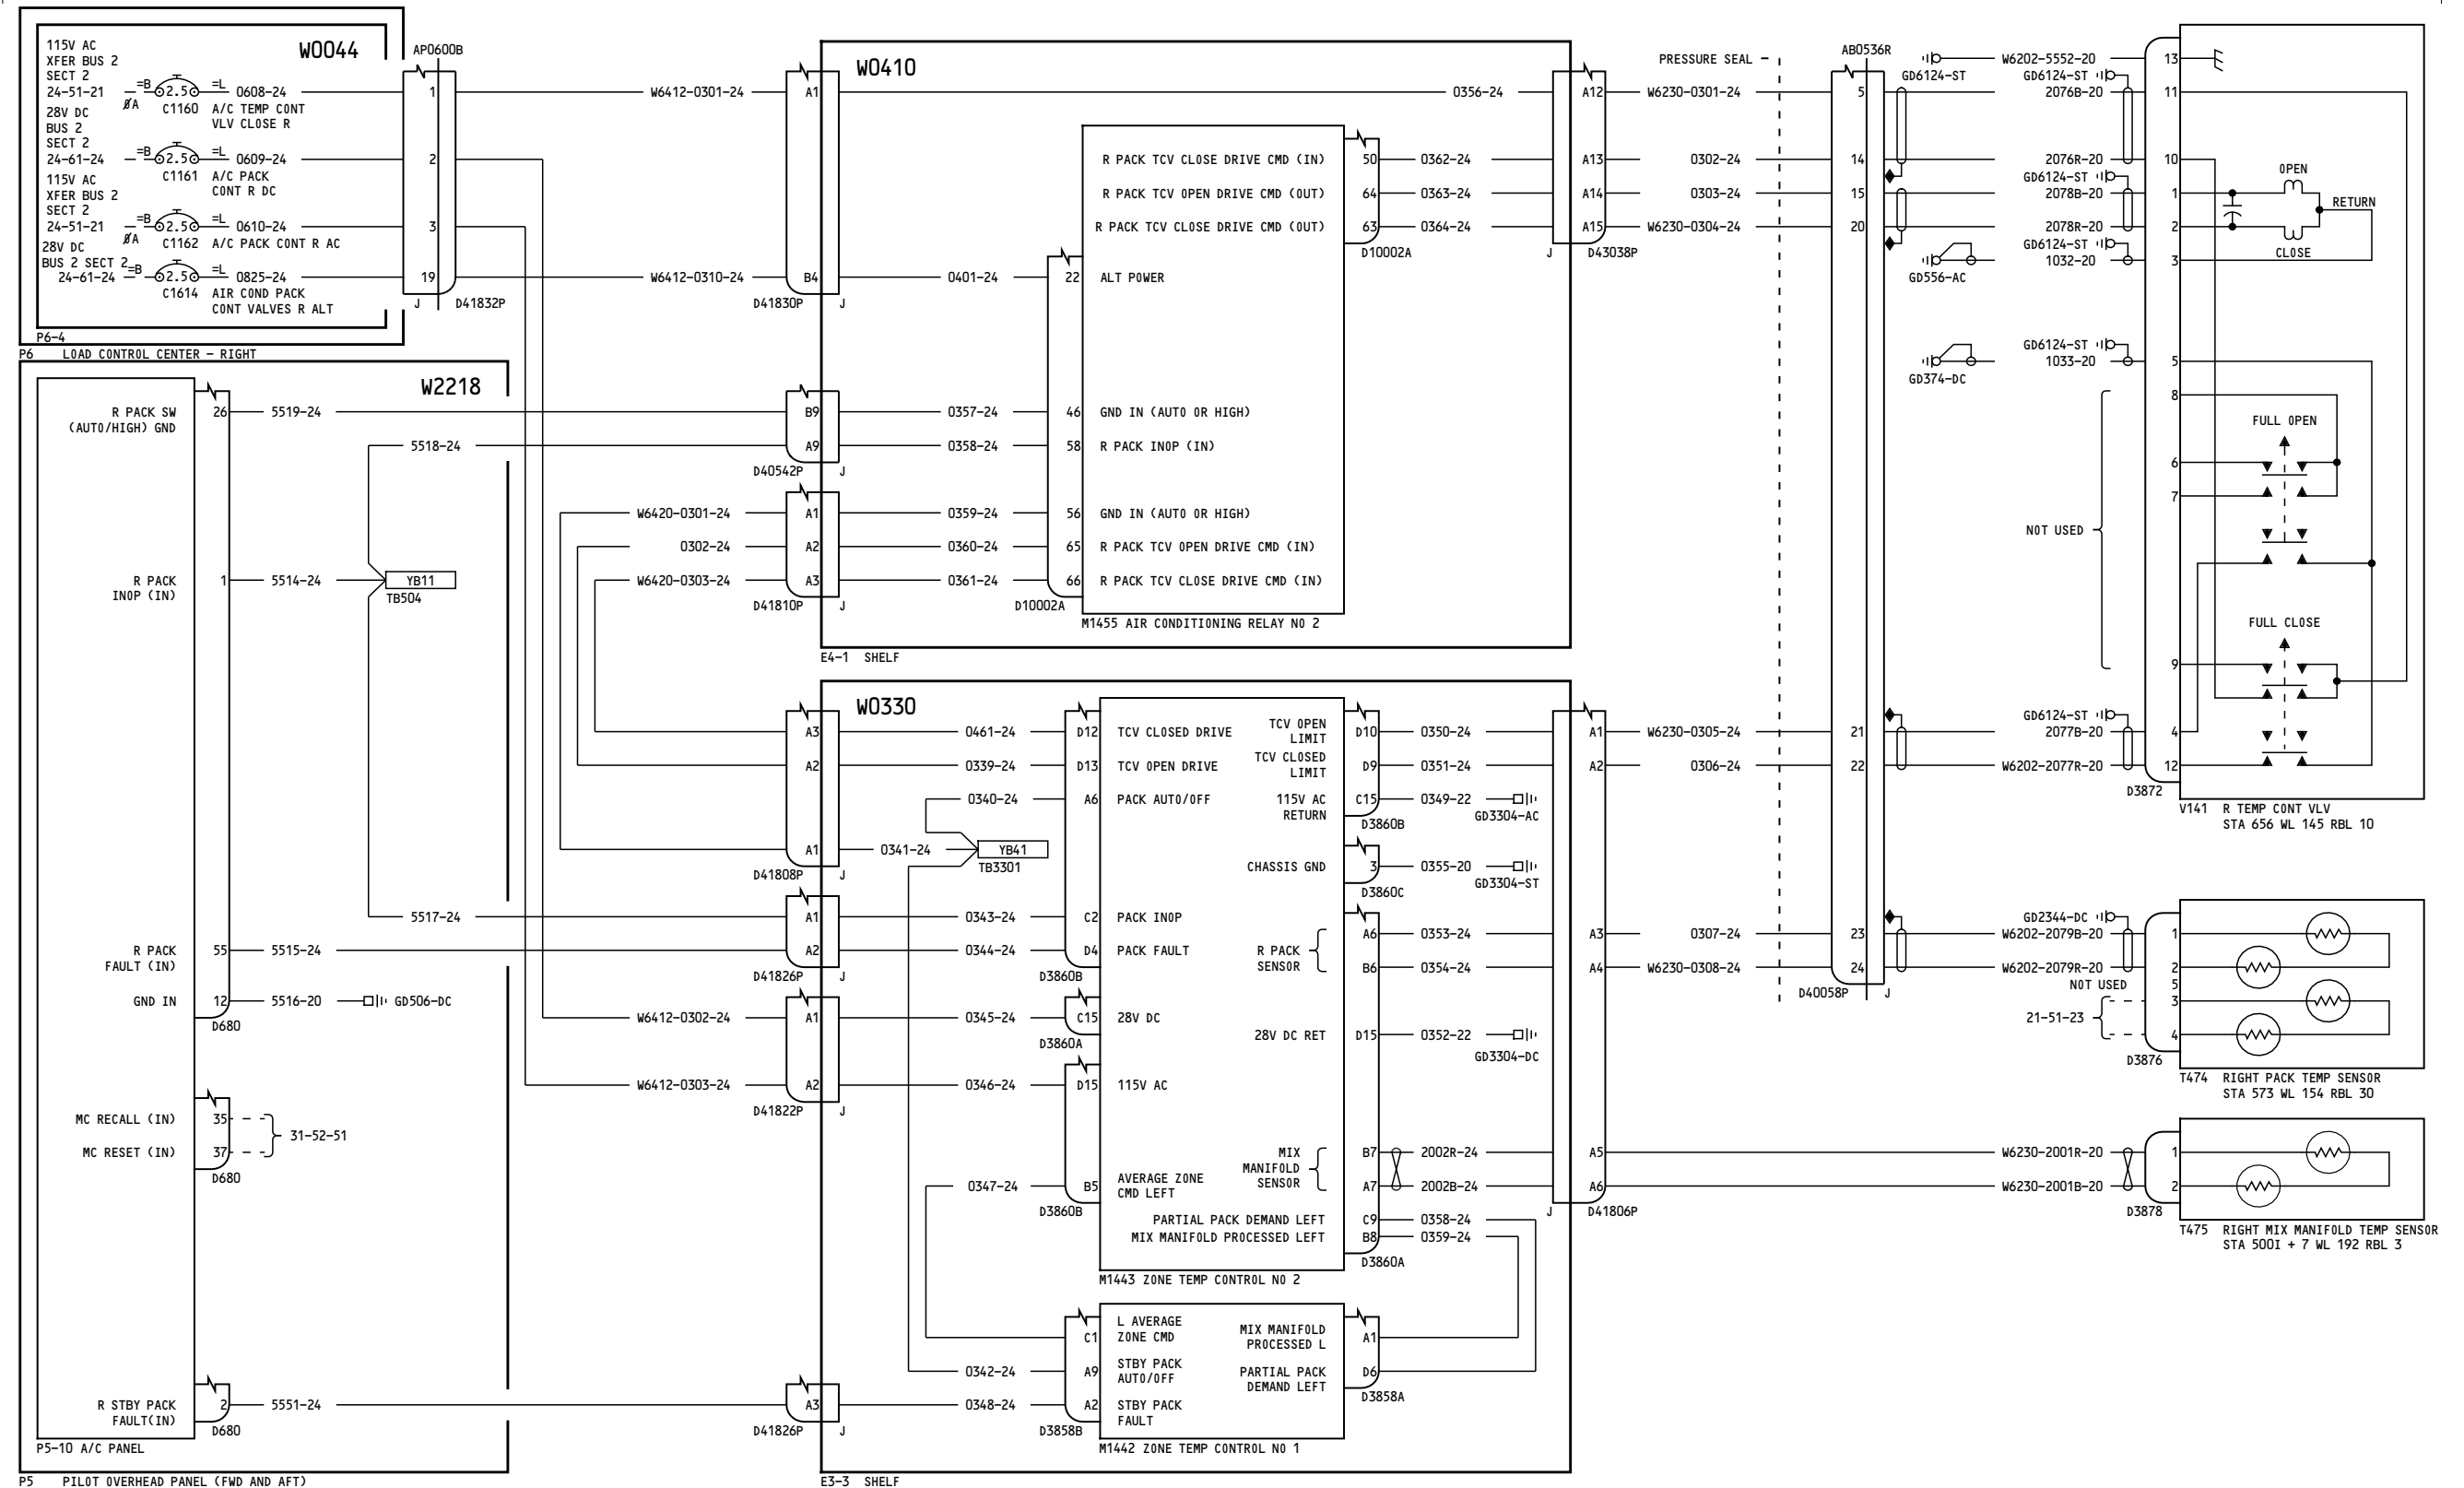 W0044
115V AC
XFER BUS 2
SECT 2
24-51-21
=B
ØA
2.5
C1160
=L
0608-24
A/C TEMP CONT
VLV CLOSE R
28V DC
BUS 2
SECT 2
24-61-24
=B
2.5
C1161
=L
0609-24
A/C PACK
CONT R DC
115V AC
XFER BUS 2
SECT 2
24-51-21
=B
ØA
2.5
C1162
=L
0610-24
A/C PACK CONT R AC
28V DC
BUS 2 SECT 2
24-61-24
=B
2.5
C1614
=L
0825-24
AIR COND PACK
CONT VALVES R ALT
P6-4
P6 LOAD CONTROL CENTER - RIGHT
AP0600B
1
2
3
19
J
D41832P
W6412-0301-24
W6412-0310-24
A1
B4
D41830P
J
W2218
R PACK SW
(AUTO/HIGH) GND
26
5519-24
5518-24
R PACK
INOP (IN)
1
5514-24
YB11
TB504
5517-24
R PACK
FAULT (IN)
55
5515-24
GND IN
12
5516-20
GD506-DC
D680
MC RECALL (IN)
35
MC RESET (IN)
37
31-52-51
D680
R STBY PACK
FAULT(IN)
2
5551-24
D680
P5-10 A/C PANEL
P5 PILOT OVERHEAD PANEL (FWD AND AFT)
B9
A9
D40542P
J
W6420-0301-24
0302-24
W6420-0303-24
A1
A2
A3
D41810P
J
A3
A2
A1
D41808P
J
A1
A2
D41826P
J
W6412-0302-24
W6412-0303-24
A1
A2
D41822P
J
A3
D41826P
J
W0410
0356-24
R PACK TCV CLOSE DRIVE CMD (IN)
50
0362-24
R PACK TCV OPEN DRIVE CMD (OUT)
64
0363-24
R PACK TCV CLOSE DRIVE CMD (OUT)
63
0364-24
D10002A
0401-24
22
ALT POWER
0357-24
46
GND IN (AUTO OR HIGH)
0358-24
58
R PACK INOP (IN)
0359-24
56
GND IN (AUTO OR HIGH)
0360-24
65
R PACK TCV OPEN DRIVE CMD (IN)
0361-24
66
R PACK TCV CLOSE DRIVE CMD (IN)
D10002A
M1455 AIR CONDITIONING RELAY NO 2
E4-1 SHELF
A12
A13
A14
A15
J
D43038P
W6230-0301-24
0302-24
0303-24
W6230-0304-24
W0330
0461-24
D12
TCV CLOSED DRIVE
0339-24
D13
TCV OPEN DRIVE
0340-24
A6
PACK AUTO/OFF
0341-24
YB41
TB3301
0343-24
C2
PACK INOP
0344-24
D4
PACK FAULT
D3860B
0345-24
C15
28V DC
D3860A
0346-24
D15
115V AC
0347-24
B5
AVERAGE ZONE
CMD LEFT
D3860B
TCV OPEN
LIMIT
D10
0350-24
TCV CLOSED
LIMIT
D9
0351-24
115V AC
RETURN
C15
0349-22
GD3304-AC
D3860B
CHASSIS GND
3
0355-20
GD3304-ST
D3860C
R PACK
SENSOR
A6
0353-24
B6
0354-24
28V DC RET
D15
0352-22
GD3304-DC
MIX
MANIFOLD
SENSOR
B7
2002R-24
A7
2002B-24
PARTIAL PACK DEMAND LEFT
C9
0358-24
MIX MANIFOLD PROCESSED LEFT
B8
0359-24
D3860A
M1443 ZONE TEMP CONTROL NO 2
C1
L AVERAGE
ZONE CMD
0342-24
A9
STBY PACK
AUTO/OFF
0348-24
A2
STBY PACK
FAULT
D3858B
MIX MANIFOLD
PROCESSED L
A1
PARTIAL PACK
DEMAND LEFT
D6
D3858A
M1442 ZONE TEMP CONTROL NO 1
E3-3 SHELF
A1
A2
A3
A4
A5
A6
J
D41806P
W6230-0305-24
0306-24
0307-24
W6230-0308-24
PRESSURE SEAL
AB0536R
5
14
15
20
21
22
23
24
D40058P
J
GD6124-ST
W6202-5552-20
GD6124-ST
2076B-20
2076R-20
GD6124-ST
2078B-20
2078R-20
GD6124-ST
1032-20
GD556-AC
GD6124-ST
1033-20
GD374-DC
NOT USED
GD6124-ST
2077B-20
W6202-2077R-20
13
11
10
1
2
3
5
8
6
7
9
4
12
D3872
OPEN
RETURN
CLOSE
FULL OPEN
FULL CLOSE
V141 R TEMP CONT VLV
STA 656 WL 145 RBL 10
GD2344-DC
W6202-2079B-20
W6202-2079R-20
NOT USED
21-51-23
1
2
5
3
4
D3876
T474 RIGHT PACK TEMP SENSOR
STA 573 WL 154 RBL 30
W6230-2001R-20
W6230-2001B-20
1
2
D3878
T475 RIGHT MIX MANIFOLD TEMP SENSOR
STA 500I + 7 WL 192 RBL 3